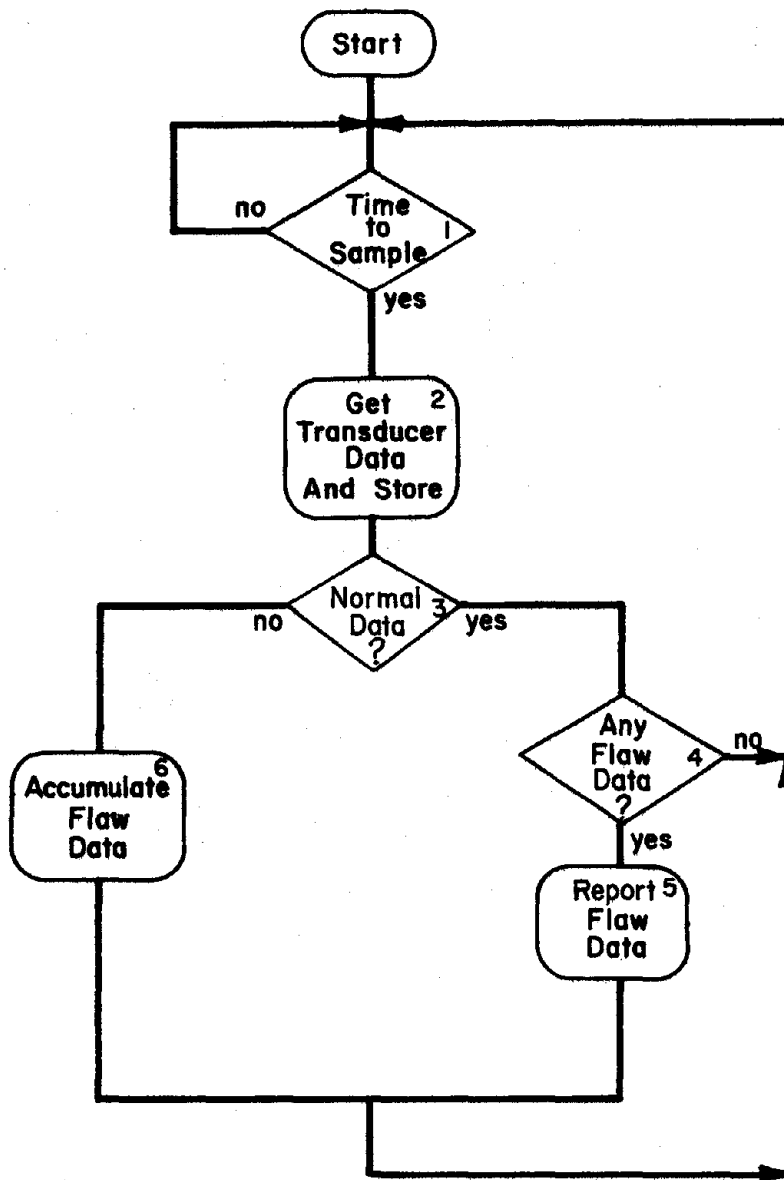 Start
no
Time
to
Sample
1
yes
2
Get
Transducer
Data
And Store
Normal
Data
?
3
no
yes
Any
Flaw
Data
?
4
no
yes
6
Accumulate
Flaw
Data
Report 5
Flaw
Data